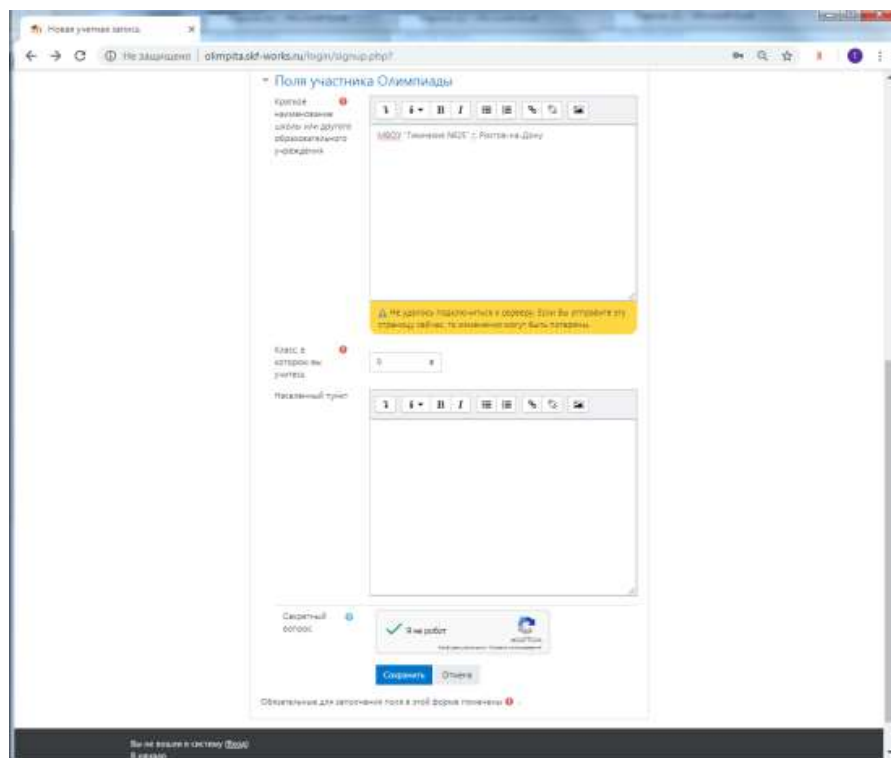 Новая учетная запись
Не защищено | olimpita.skf-works.ru/login/signup.php?
Поля участника Олимпиады
Краткое
наименование
школы или другого
образовательного
учреждения
B I
МБОУ "Гимназия №25" г. Ростов-на-Дону
Не удалось подключиться к серверу. Если Вы отправите эту
страницу сейчас, то изменения могут быть потеряны.
Класс, в
котором вы
учитесь
Населенный пункт
B I
Секретный
вопрос
Я не робот
reCAPTCHA
Сохранить Отмена
Обязательные для заполнения поля в этой форме помечены
Вы не вошли в систему (Вход)
В начало